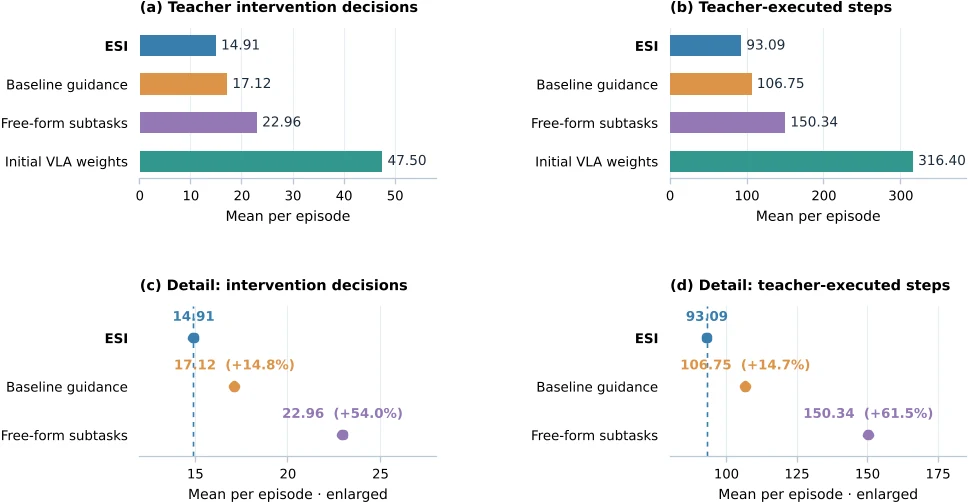 (a) Teacher intervention decisions
ESI
14.91
Baseline guidance
17.12
Free-form subtasks
22.96
Initial VLA weights
47.50
0 10 20 30 40 50
Mean per episode
(b) Teacher-executed steps
ESI
93.09
Baseline guidance
106.75
Free-form subtasks
150.34
Initial VLA weights
316.40
0 100 200 300
Mean per episode
(c) Detail: intervention decisions
14.91
ESI
17.12 (+14.8%)
Baseline guidance
22.96 (+54.0%)
Free-form subtasks
15 20 25
Mean per episode · enlarged
(d) Detail: teacher-executed steps
93.09
ESI
106.75 (+14.7%)
Baseline guidance
150.34 (+61.5%)
Free-form subtasks
100 125 150 175
Mean per episode · enlarged